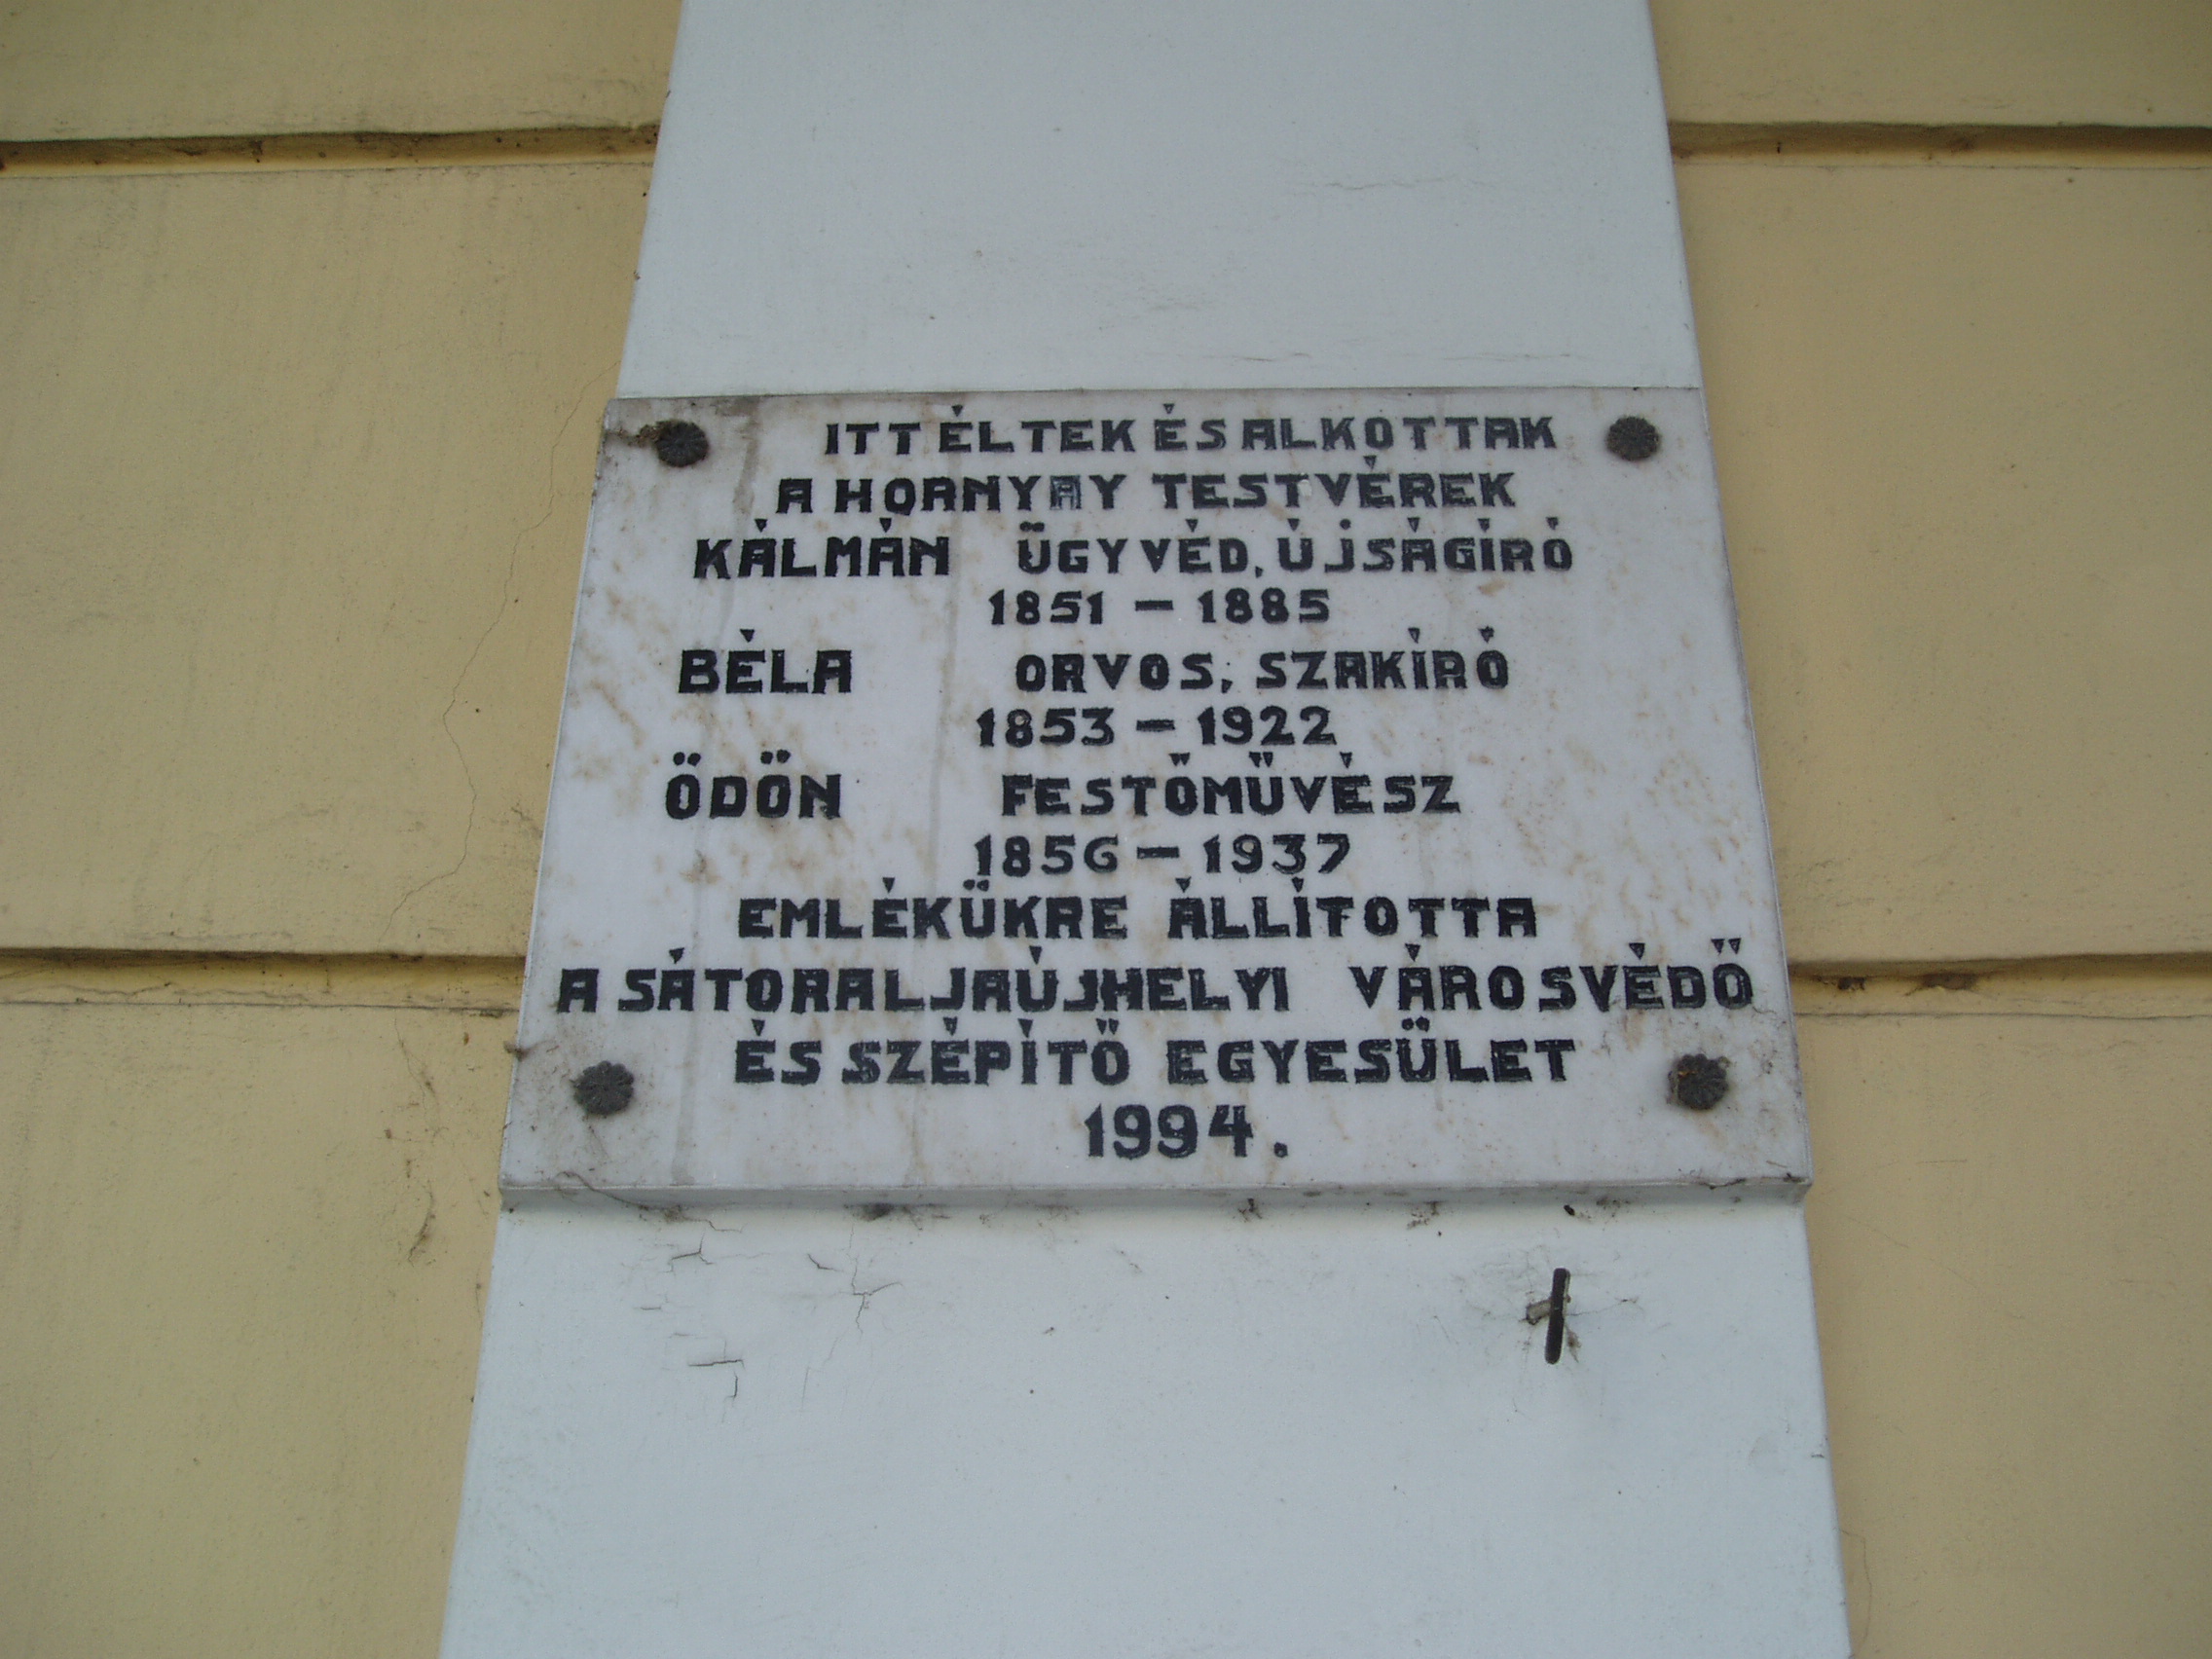 ITT ÉLTEK ÉS ALKOTTAK
A HORNYAY TESTVÉREK
KÁLMÁN ÜGYVÉD, ÚJSÁGÍRÓ
1851 – 1885
BÉLA ORVOS, SZAKÍRÓ
1853 – 1922
ÖDÖN FESTŐMŰVÉSZ
1856 – 1937
EMLÉKÜKRE ÁLLÍTOTTA
A SÁTORALJAÚJHELYI VÁROSVÉDŐ
ÉS SZÉPÍTŐ EGYESÜLET
1994.